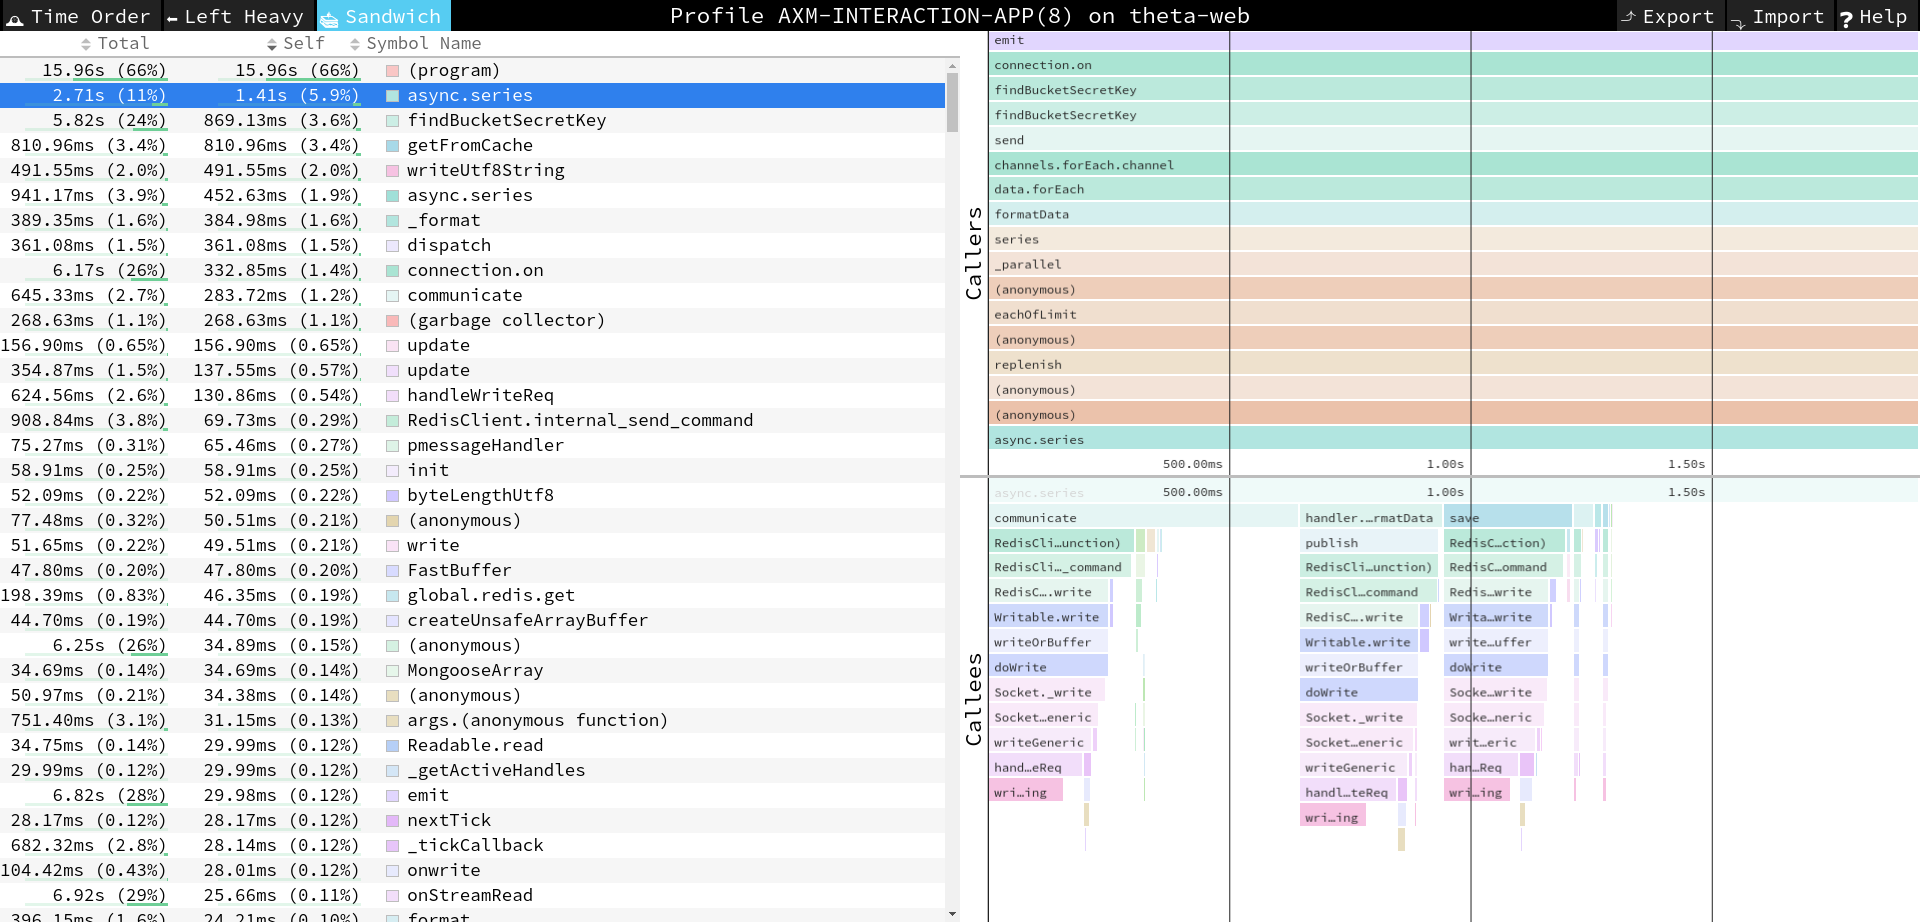 Time Order Left Heavy Sandwich Profile AXM-INTERACTION-APP(8) on theta-web Export Import Help
Total Self Symbol Name
15.96s (66%) 15.96s (66%) (program)
2.71s (11%) 1.41s (5.9%) async.series
5.82s (24%) 869.13ms (3.6%) findBucketSecretKey
810.96ms (3.4%) 810.96ms (3.4%) getFromCache
491.55ms (2.0%) 491.55ms (2.0%) writeUtf8String
941.17ms (3.9%) 452.63ms (1.9%) async.series
389.35ms (1.6%) 384.98ms (1.6%) _format
361.08ms (1.5%) 361.08ms (1.5%) dispatch
6.17s (26%) 332.85ms (1.4%) connection.on
645.33ms (2.7%) 283.72ms (1.2%) communicate
268.63ms (1.1%) 268.63ms (1.1%) (garbage collector)
156.90ms (0.65%) 156.90ms (0.65%) update
354.87ms (1.5%) 137.55ms (0.57%) update
624.56ms (2.6%) 130.86ms (0.54%) handleWriteReq
908.84ms (3.8%) 69.73ms (0.29%) RedisClient.internal_send_command
75.27ms (0.31%) 65.46ms (0.27%) pmessageHandler
58.91ms (0.25%) 58.91ms (0.25%) init
52.09ms (0.22%) 52.09ms (0.22%) byteLengthUtf8
77.48ms (0.32%) 50.51ms (0.21%) (anonymous)
51.65ms (0.22%) 49.51ms (0.21%) write
47.80ms (0.20%) 47.80ms (0.20%) FastBuffer
198.39ms (0.83%) 46.35ms (0.19%) global.redis.get
44.70ms (0.19%) 44.70ms (0.19%) createUnsafeArrayBuffer
6.25s (26%) 34.89ms (0.15%) (anonymous)
34.69ms (0.14%) 34.69ms (0.14%) MongooseArray
50.97ms (0.21%) 34.38ms (0.14%) (anonymous)
751.40ms (3.1%) 31.15ms (0.13%) args.(anonymous function)
34.75ms (0.14%) 29.99ms (0.12%) Readable.read
29.99ms (0.12%) 29.99ms (0.12%) _getActiveHandles
6.82s (28%) 29.98ms (0.12%) emit
28.17ms (0.12%) 28.17ms (0.12%) nextTick
682.32ms (2.8%) 28.14ms (0.12%) _tickCallback
104.42ms (0.43%) 28.01ms (0.12%) onwrite
6.92s (29%) 25.66ms (0.11%) onStreamRead
396.15ms (1.6%) 24.21ms (0.10%) format
Callers
emit
connection.on
findBucketSecretKey
findBucketSecretKey
send
channels.forEach.channel
data.forEach
formatData
series
_parallel
(anonymous)
eachOfLimit
(anonymous)
replenish
(anonymous)
(anonymous)
async.series
500.00ms 1.00s 1.50s
Callees
async.series 500.00ms 1.00s 1.50s
communicate handler.…rmatData save
RedisCli…unction) publish RedisC…ction)
RedisCli…_command RedisCli…unction) RedisC…ommand
RedisC….write RedisCl…command Redis…write
Writable.write RedisC….write Writa…write
writeOrBuffer Writable.write write…uffer
doWrite writeOrBuffer doWrite
Socket._write doWrite Socke…write
Socket…eneric Socket._write Socke…neric
writeGeneric Socket…eneric writ…eric
hand…eReq writeGeneric han…Req
wri…ing handl…teReq wri…ing
wri…ing